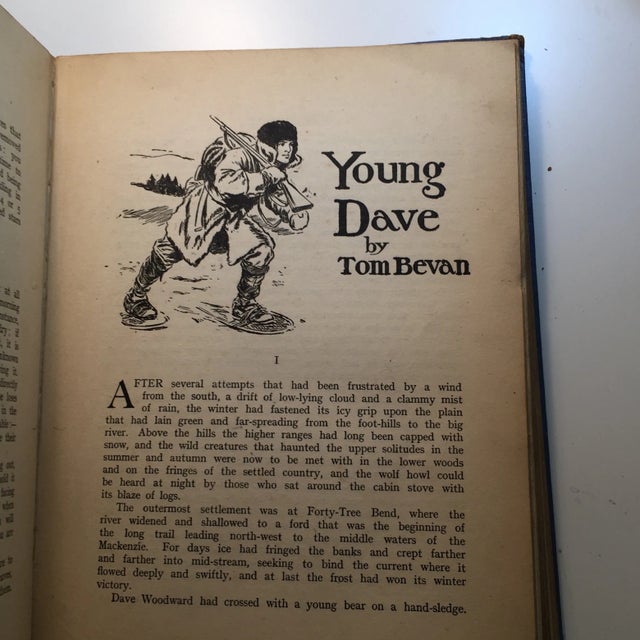 Young
Dave
by
Tom Bevan
I
AFTER several attempts that had been frustrated by a wind
from the south, a drift of low-lying cloud and a clammy mist
of rain, the winter had fastened its icy grip upon the plain
that had lain green and far-spreading from the foot-hills to the big
river. Above the hills the higher ranges had long been capped with
snow, and the wild creatures that haunted the upper solitudes in the
summer and autumn were now to be met with in the lower woods
and on the fringes of the settled country, and the wolf howl could
be heard at night by those who sat around the cabin stove with
its blaze of logs.
The outermost settlement was at Forty-Tree Bend, where the
river widened and shallowed to a ford that was the beginning of
the long trail leading north-west to the middle waters of the
Mackenzie. For days ice had fringed the banks and crept farther
and farther into mid-stream, seeking to bind the current where it
flowed deeply and swiftly, and at last the frost had won its winter
victory.
Dave Woodward had crossed with a young bear on a hand-sledge.